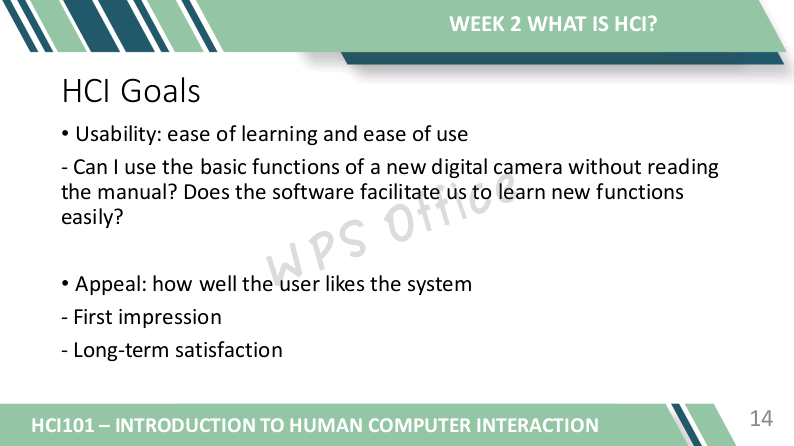 WEEK 2 WHAT IS HCI?
HCI Goals
• Usability: ease of learning and ease of use
- Can I use the basic functions of a new digital camera without reading
the manual? Does the software facilitate us to learn new functions
easily?
WPS Office
• Appeal: how well the user likes the system
- First impression
- Long-term satisfaction
HCI101 – INTRODUCTION TO HUMAN COMPUTER INTERACTION
14